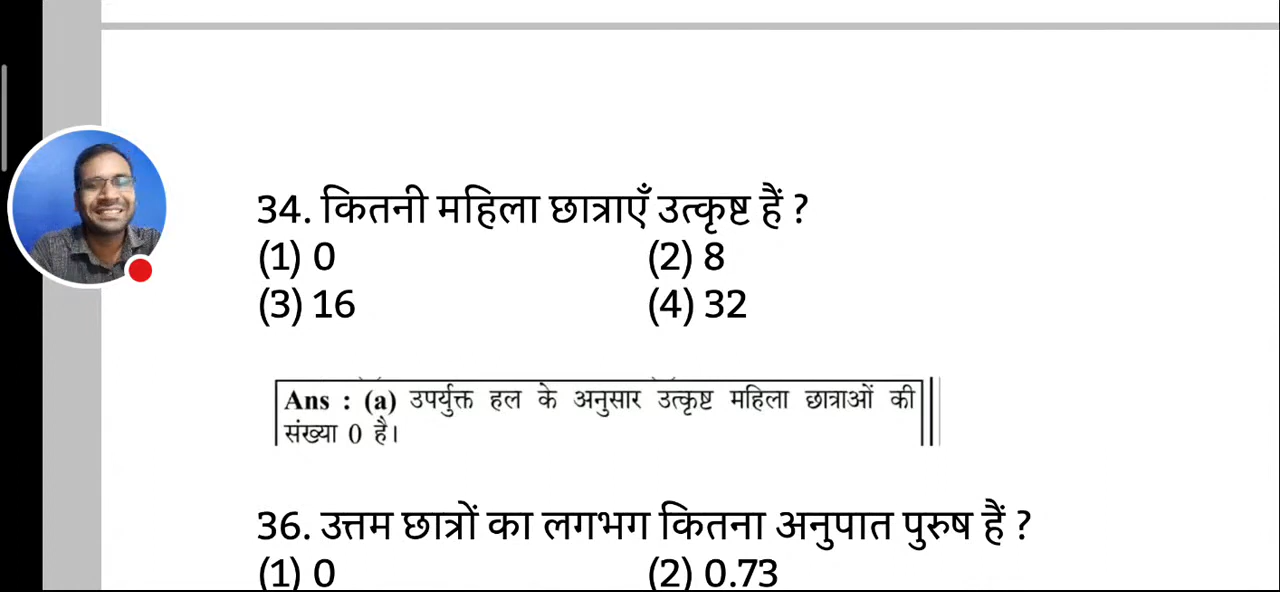 34. कितनी महिला छात्राएँ उत्कृष्ट हैं ?
(1) 0 (2) 8
(3) 16 (4) 32
Ans : (a) उपर्युक्त हल के अनुसार उत्कृष्ट महिला छात्राओं की
संख्या 0 है।
36. उत्तम छात्रों का लगभग कितना अनुपात पुरुष हैं ?
(1) 0 (2) 0.73